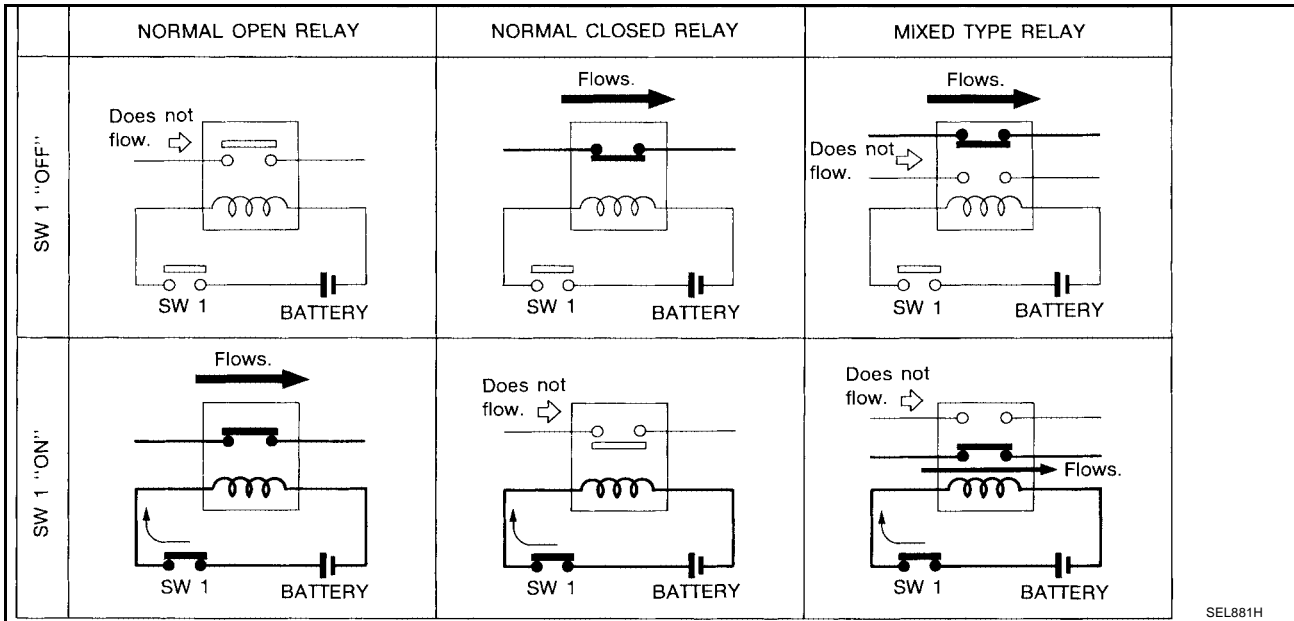 NORMAL OPEN RELAY
NORMAL CLOSED RELAY
MIXED TYPE RELAY
SW 1 "OFF"
Does not
flow.
SW 1
BATTERY
Flows.
SW 1
BATTERY
Flows.
Does not
flow.
SW 1
BATTERY
SW 1 "ON"
Flows.
SW 1
BATTERY
Does not
flow.
SW 1
BATTERY
Does not
flow.
Flows.
SW 1
BATTERY
SEL881H